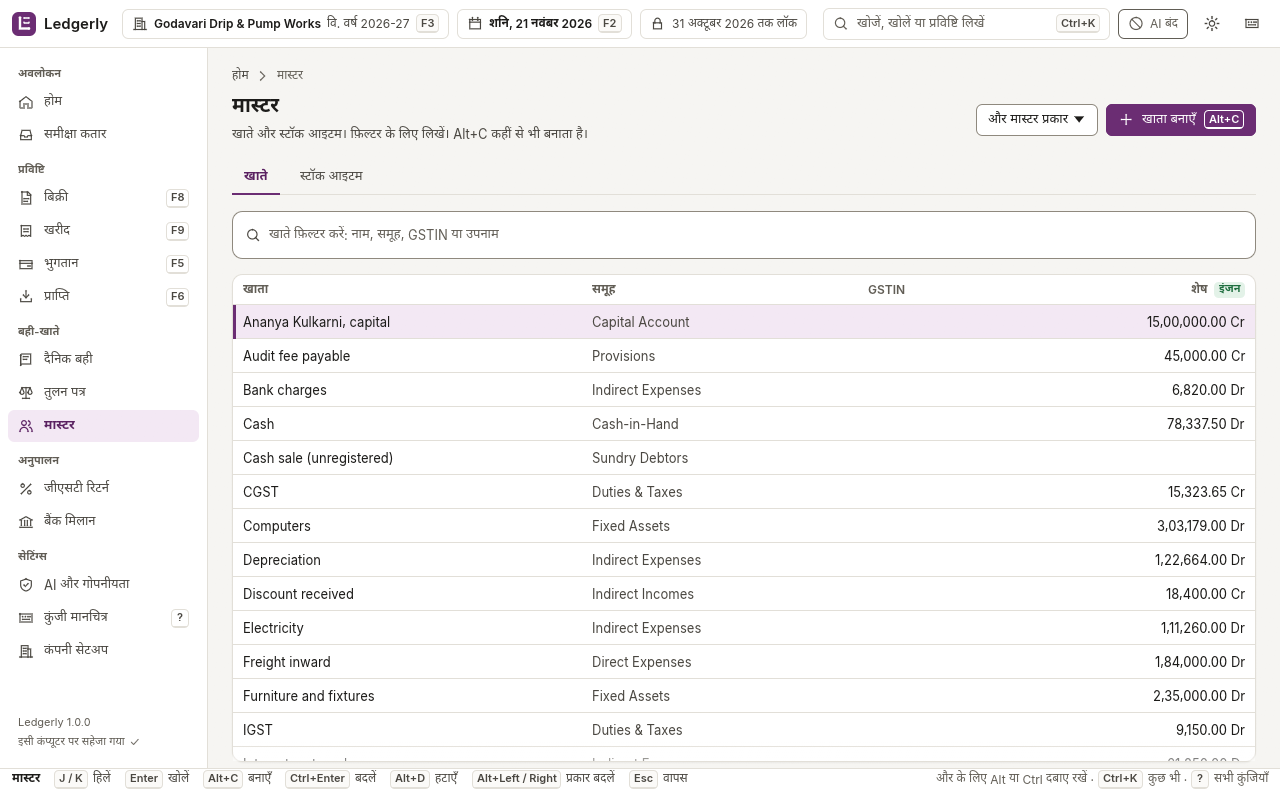 Ledgerly
Godavari Drip & Pump Works वि. वर्ष 2026-27 F3
शनि, 21 नवंबर 2026 F2
31 अक्टूबर 2026 तक लॉक
खोजें, खोलें या प्रविष्टि लिखें Ctrl+K
AI बंद
अवलोकन
होम
समीक्षा कतार
प्रविष्टि
बिक्री F8
खरीद F9
भुगतान F5
प्राप्ति F6
बही-खाते
दैनिक बही
तुलन पत्र
मास्टर
अनुपालन
जीएसटी रिटर्न
बैंक मिलान
सेटिंग्स
AI और गोपनीयता
कुंजी मानचित्र ?
कंपनी सेटअप
Ledgerly 1.0.0
इसी कंप्यूटर पर सहेजा गया
होम मास्टर
मास्टर
खाते और स्टॉक आइटम। फ़िल्टर के लिए लिखें। Alt+C कहीं से भी बनाता है।
और मास्टर प्रकार
खाता बनाएँ Alt+C
खाते स्टॉक आइटम
खाते फ़िल्टर करें: नाम, समूह, GSTIN या उपनाम
खाता समूह GSTIN शेष इंजन
Ananya Kulkarni, capital Capital Account 15,00,000.00 Cr
Audit fee payable Provisions 45,000.00 Cr
Bank charges Indirect Expenses 6,820.00 Dr
Cash Cash-in-Hand 78,337.50 Dr
Cash sale (unregistered) Sundry Debtors
CGST Duties & Taxes 15,323.65 Cr
Computers Fixed Assets 3,03,179.00 Dr
Depreciation Indirect Expenses 1,22,664.00 Dr
Discount received Indirect Incomes 18,400.00 Cr
Electricity Indirect Expenses 1,11,260.00 Dr
Freight inward Direct Expenses 1,84,000.00 Dr
Furniture and fixtures Fixed Assets 2,35,000.00 Dr
IGST Duties & Taxes 9,150.00 Dr
मास्टर J / K हिलें Enter खोलें Alt+C बनाएँ Ctrl+Enter बदलें Alt+D हटाएँ Alt+Left / Right प्रकार बदलें Esc वापस
और के लिए Alt या Ctrl दबाए रखें · Ctrl+K कुछ भी · ? सभी कुंजियाँ